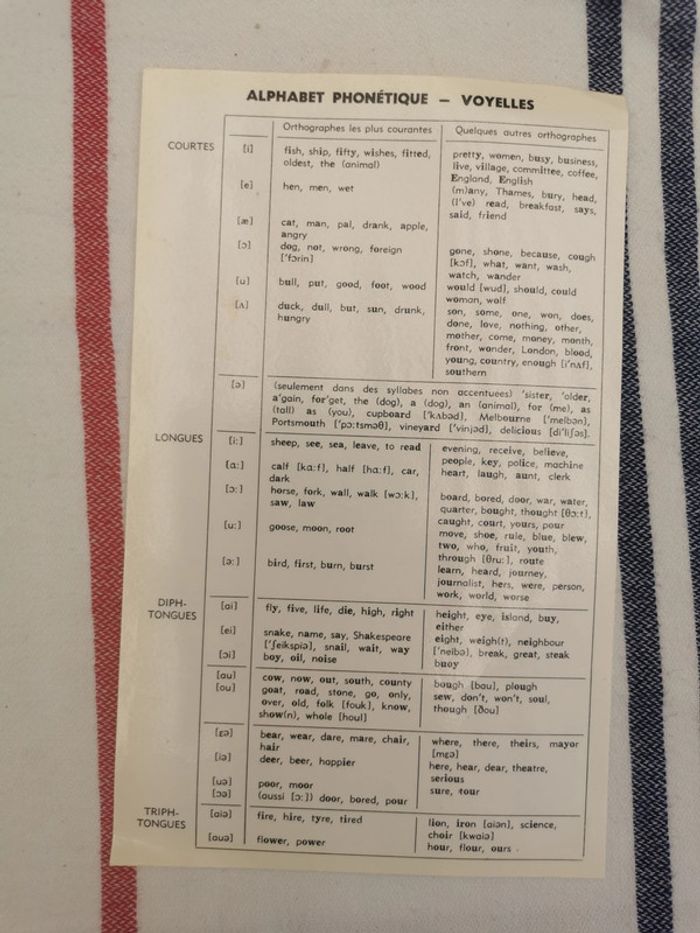 ALPHABET PHONÉTIQUE – VOYELLES
Orthographes les plus courantes
Quelques autres orthographes
COURTES
[i]
fish, ship, fifty, wishes, fitted,
oldest, the (animal)
pretty, women, busy, business,
live, village, committee, coffee,
England, English
[e]
hen, men, wet
(m)any, Thames, bury, head,
(I've) read, breakfast, says,
said, friend
[æ]
cat, man, pal, drank, apple,
angry
[ɔ]
dog, not, wrong, foreign
['fɔrin]
gone, shone, because, cough
[kɔf], what, want, wash,
watch, wander
[u]
bull, put, good, foot, wood
would [wud], should, could
woman, wolf
[ʌ]
duck, dull, but, sun, drunk,
hungry
son, some, one, won, does,
done, love, nothing, other,
mother, come, money, month,
front, wonder, London, blood,
young, country, enough [i'nʌf],
southern
[ə]
(seulement dans des syllabes non accentuees) 'sister, 'older,
a'gain, for'get, the (dog), a (dog), an (animal), for (me), as
(tall) as (you), cupboard ['kʌbəd], Melbourne ['melbən],
Portsmouth ['pɔ:tsməθ], vineyard ['vinjəd], delicious [di'liʃəs].
LONGUES
[i:]
sheep, see, sea, leave, to read
evening, receive, believe,
people, key, police, machine
[ɑ:]
calf [kɑ:f], half [hɑ:f], car,
dark
heart, laugh, aunt, clerk
[ɔ:]
horse, fork, wall, walk [wɔ:k],
saw, law
board, bored, door, war, water,
quarter, bought, thought [θɔ:t],
caught, court, yours, pour
[u:]
goose, moon, root
move, shoe, rule, blue, blew,
two, who, fruit, youth,
through [θru:], route
[ə:]
bird, first, burn, burst
learn, heard, journey,
journalist, hers, were, person,
work, world, worse
DIPH-
TONGUES
[ai]
fly, five, life, die, high, right
height, eye, island, buy,
either
[ei]
snake, name, say, Shakespeare
['ʃeikspiə], snail, wait, way
eight, weigh(t), neighbour
['neibə], break, great, steak
[ɔi]
boy, oil, noise
buoy
[au]
cow, now, out, south, county
bough [bau], plough
[ou]
goat, road, stone, go, only,
over, old, folk [fouk], know,
show(n), whole [houl]
sew, don't, won't, soul,
though [ðou]
[ɛə]
bear, wear, dare, mare, chair,
hair
where, there, theirs, mayor
[mɛə]
[iə]
deer, beer, happier
here, hear, dear, theatre,
serious
[uə]
poor, moor
sure, tour
[ɔə]
(aussi [ɔ:]) door, bored, pour
TRIPH-
TONGUES
[aiə]
fire, hire, tyre, tired
lion, iron [aiən], science,
choir [kwaiə]
[auə]
flower, power
hour, flour, ours